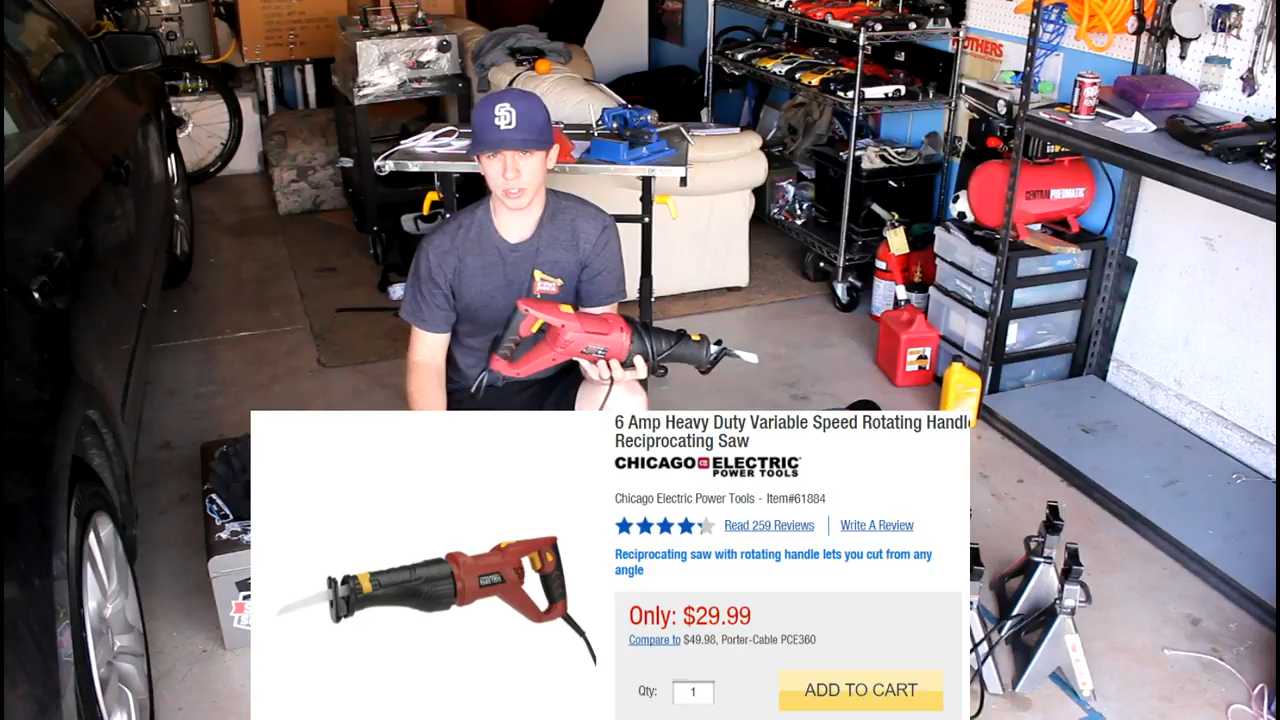 OTHERS
SD
CENTRAL PNEUMATIC
6 Amp Heavy Duty Variable Speed Rotating Handle
Reciprocating Saw
CHICAGO ELECTRIC
POWER TOOLS
Chicago Electric Power Tools - Item#61884
Read 259 Reviews | Write A Review
Reciprocating saw with rotating handle lets you cut from any
angle
Only: $29.99
Compare to $49.98, Porter-Cable PCE360
Qty: 1 ADD TO CART